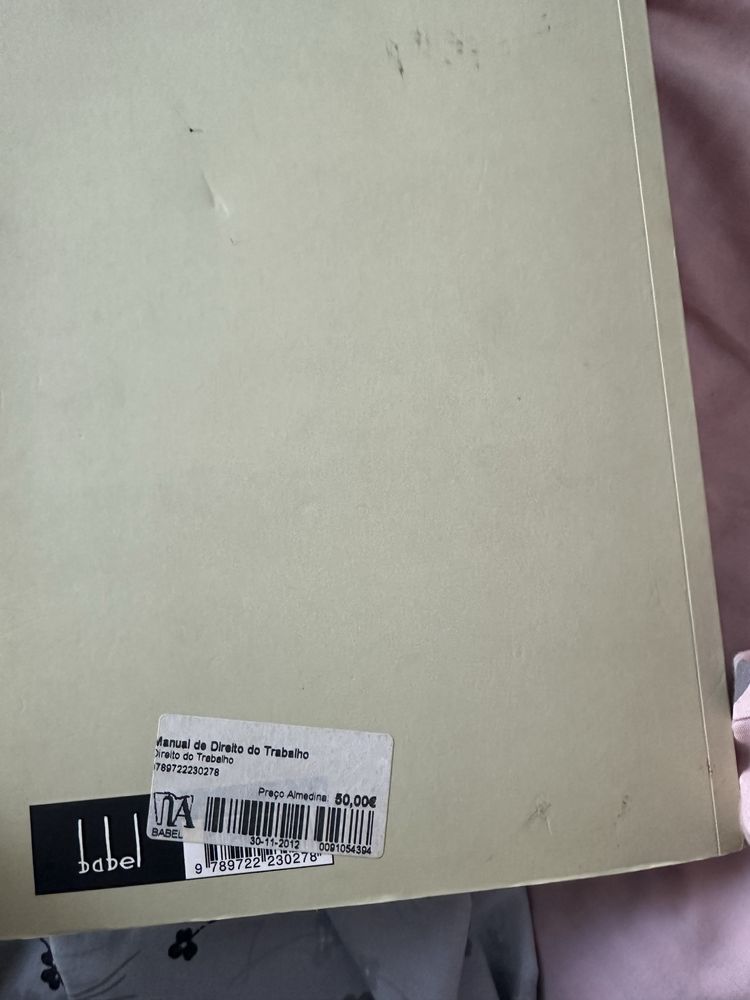 Manual de Direito do Trabalho
Direito do Trabalho
9789722230278
Preço Almedina: 50,00€
BABEL
30-11-2012 0091054394
babel
9 789722 230278